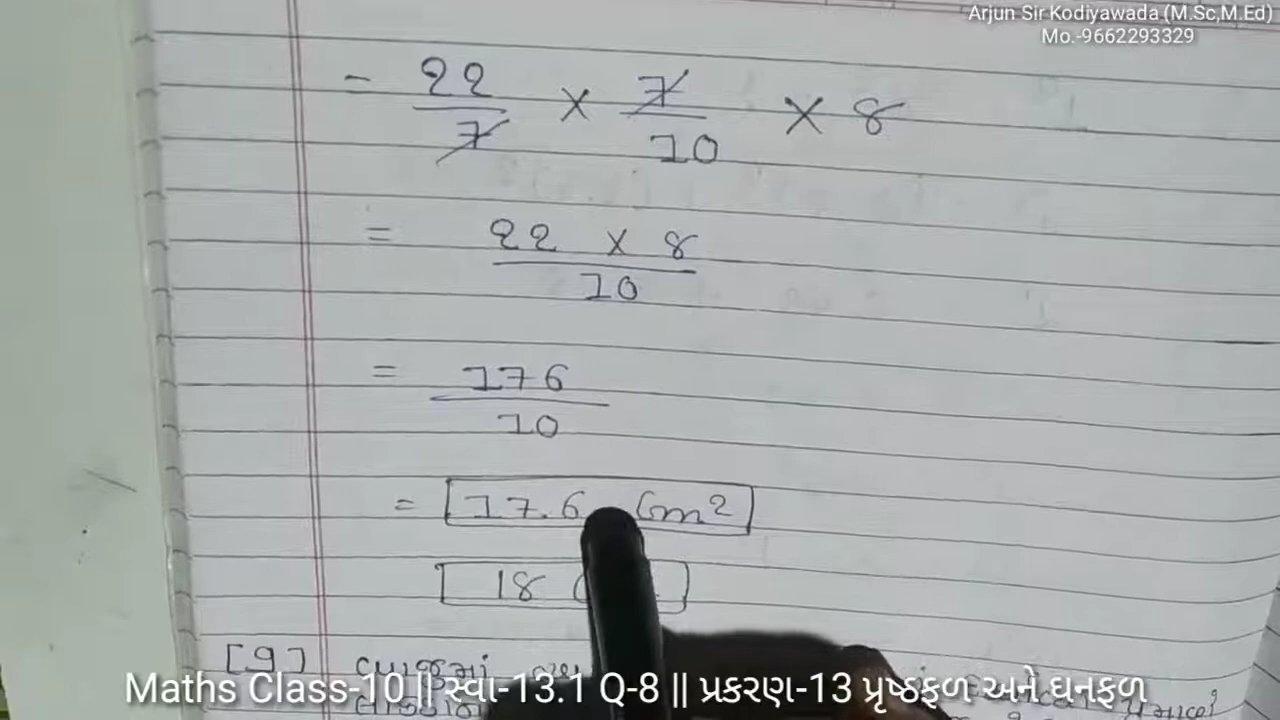 Arjun Sir Kodiyawada (M.Sc,M.Ed)
Mo.-9662293329
= 22/7 × 7/10 × 8
= 22 × 8 / 10
= 176 / 10
= 17.6 Cm²
18
[9] બાજુમાં
Maths Class-10 || સ્વા-13.1 Q-8 || પ્રકરણ-13 પૃષ્ઠફળ અને ઘનફળ